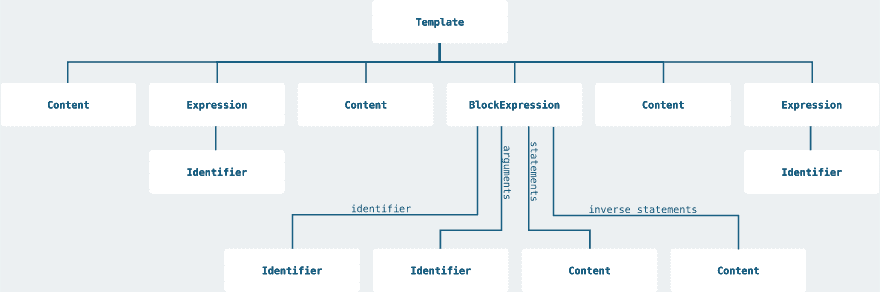 Template
Content
Expression
Content
BlockExpression
Content
Expression
Identifier
Identifier
identifier
arguments
statements
inverse statements
Identifier
Identifier
Content
Content